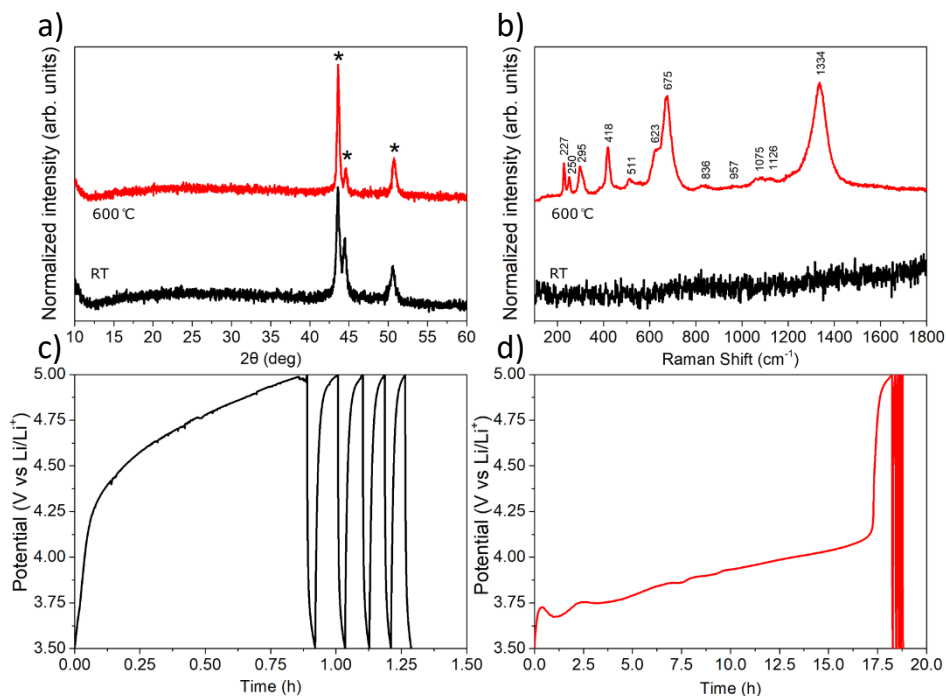 a)
Normalized intensity (arb. units)
*
*
*
600 ℃
RT
10 15 20 25 30 35 40 45 50 55 60
2θ (deg)
b)
Normalized intensity (arb. units)
227
250
295
418
511
623
675
836
957
1075
1126
1334
600 ℃
RT
200 400 600 800 1000 1200 1400 1600 1800
Raman Shift (cm⁻¹)
c)
Potential (V vs Li/Li⁺)
5.00
4.75
4.50
4.25
4.00
3.75
3.50
0.00 0.25 0.50 0.75 1.00 1.25 1.50
Time (h)
d)
Potential (V vs Li/Li⁺)
5.00
4.75
4.50
4.25
4.00
3.75
3.50
0.0 2.5 5.0 7.5 10.0 12.5 15.0 17.5 20.0
Time (h)